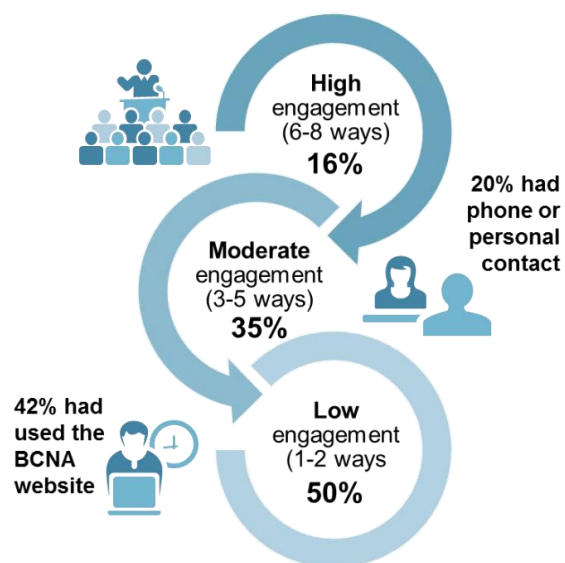 High
engagement
(6-8 ways)
16%
20% had
phone or
personal
contact
Moderate
engagement
(3-5 ways)
35%
42% had
used the
BCNA
website
Low
engagement
(1-2 ways
50%